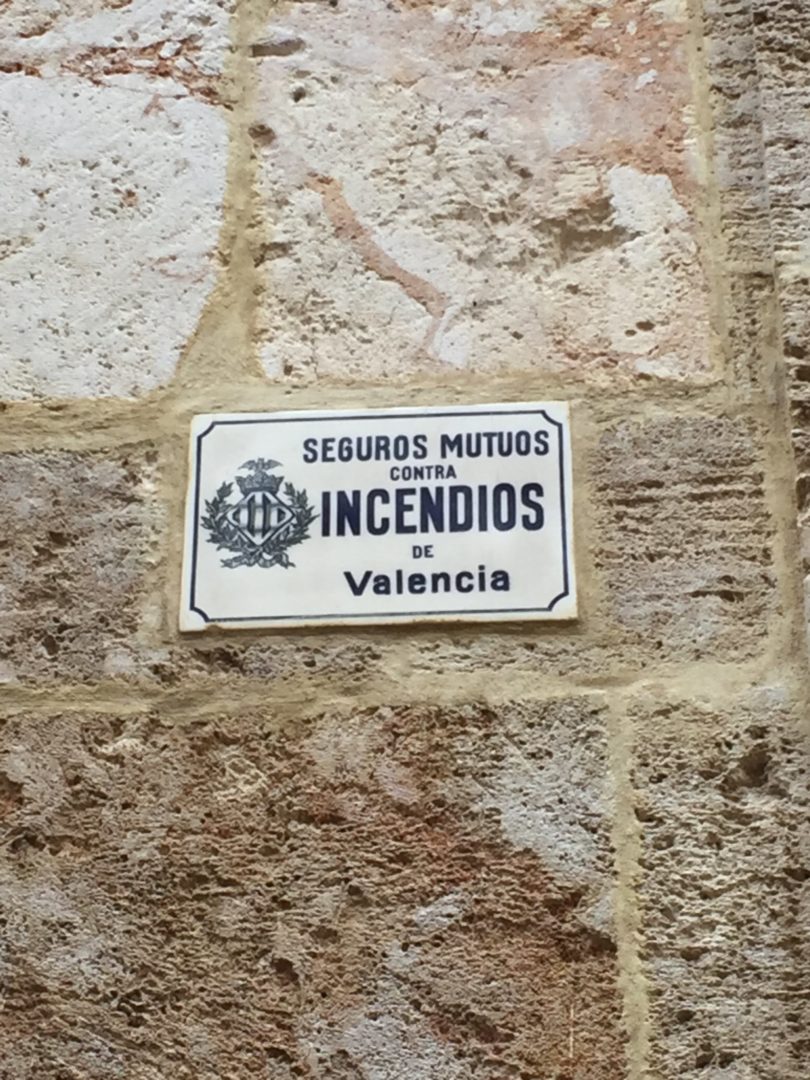 SEGUROS MUTUOS
CONTRA
INCENDIOS
DE
Valencia